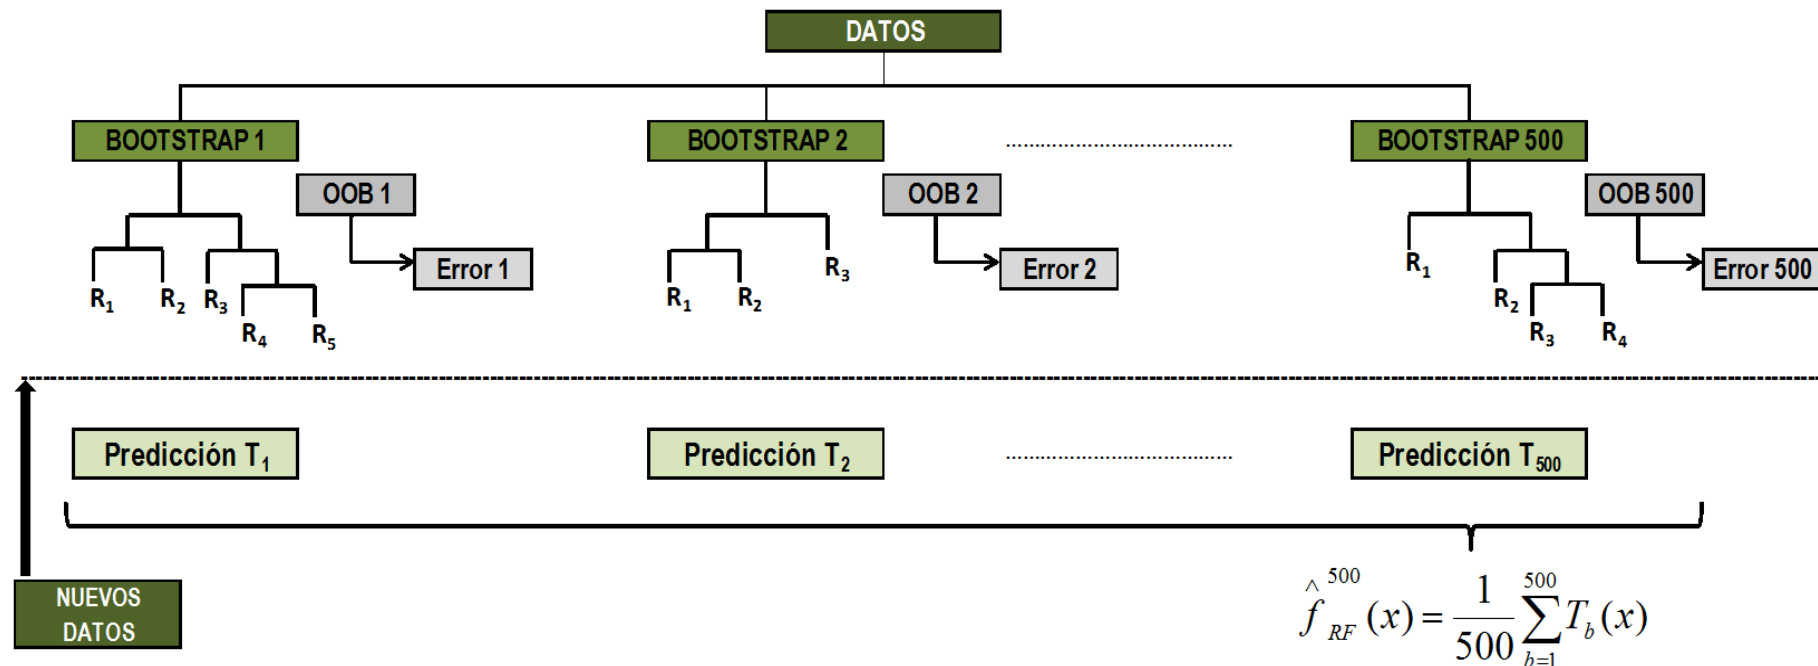 DATOS
BOOTSTRAP 1
BOOTSTRAP 2
....................................
BOOTSTRAP 500
OOB 1
OOB 2
OOB 500
Error 1
Error 2
Error 500
R₁ R₂ R₃ R₄ R₅
R₁ R₂ R₃
R₁ R₂ R₃ R₄
Predicción T₁
Predicción T₂
....................................
Predicción T₅₀₀
NUEVOS
DATOS
f̂ ⁵⁰⁰ RF (x) = 1/500 ∑ 500 b=1 T_b (x)